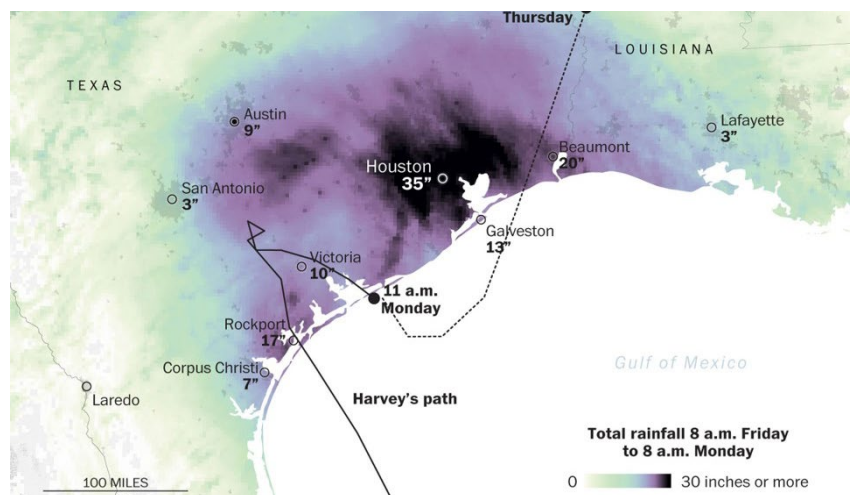 Thursday
LOUISIANA
TEXAS
Austin
9”
Lafayette
3”
Beaumont
20”
Houston
35”
San Antonio
3”
Galveston
13”
Victoria
10”
11 a.m.
Monday
Rockport
17”
Corpus Christi
7”
Gulf of Mexico
Laredo
Harvey’s path
Total rainfall 8 a.m. Friday
to 8 a.m. Monday
0 30 inches or more
100 MILES